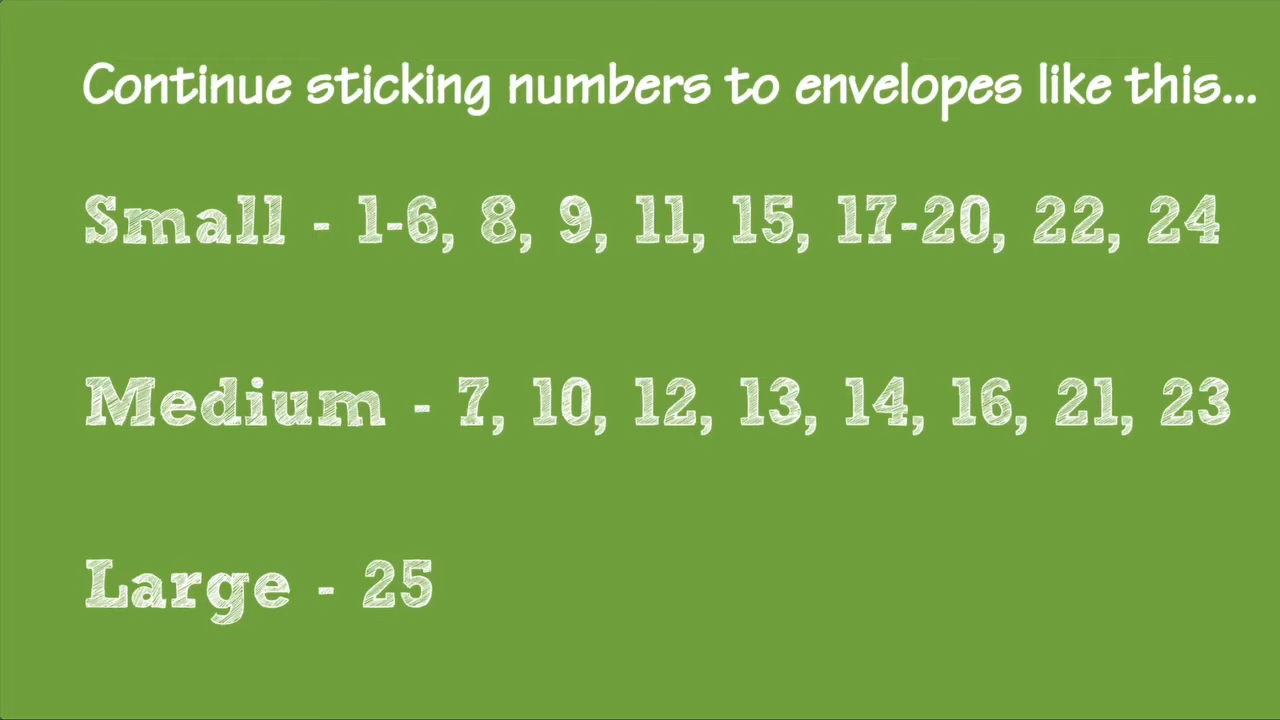 Continue sticking numbers to envelopes like this...
Small - 1-6, 8, 9, 11, 15, 17-20, 22, 24
Medium - 7, 10, 12, 13, 14, 16, 21, 23
Large - 25